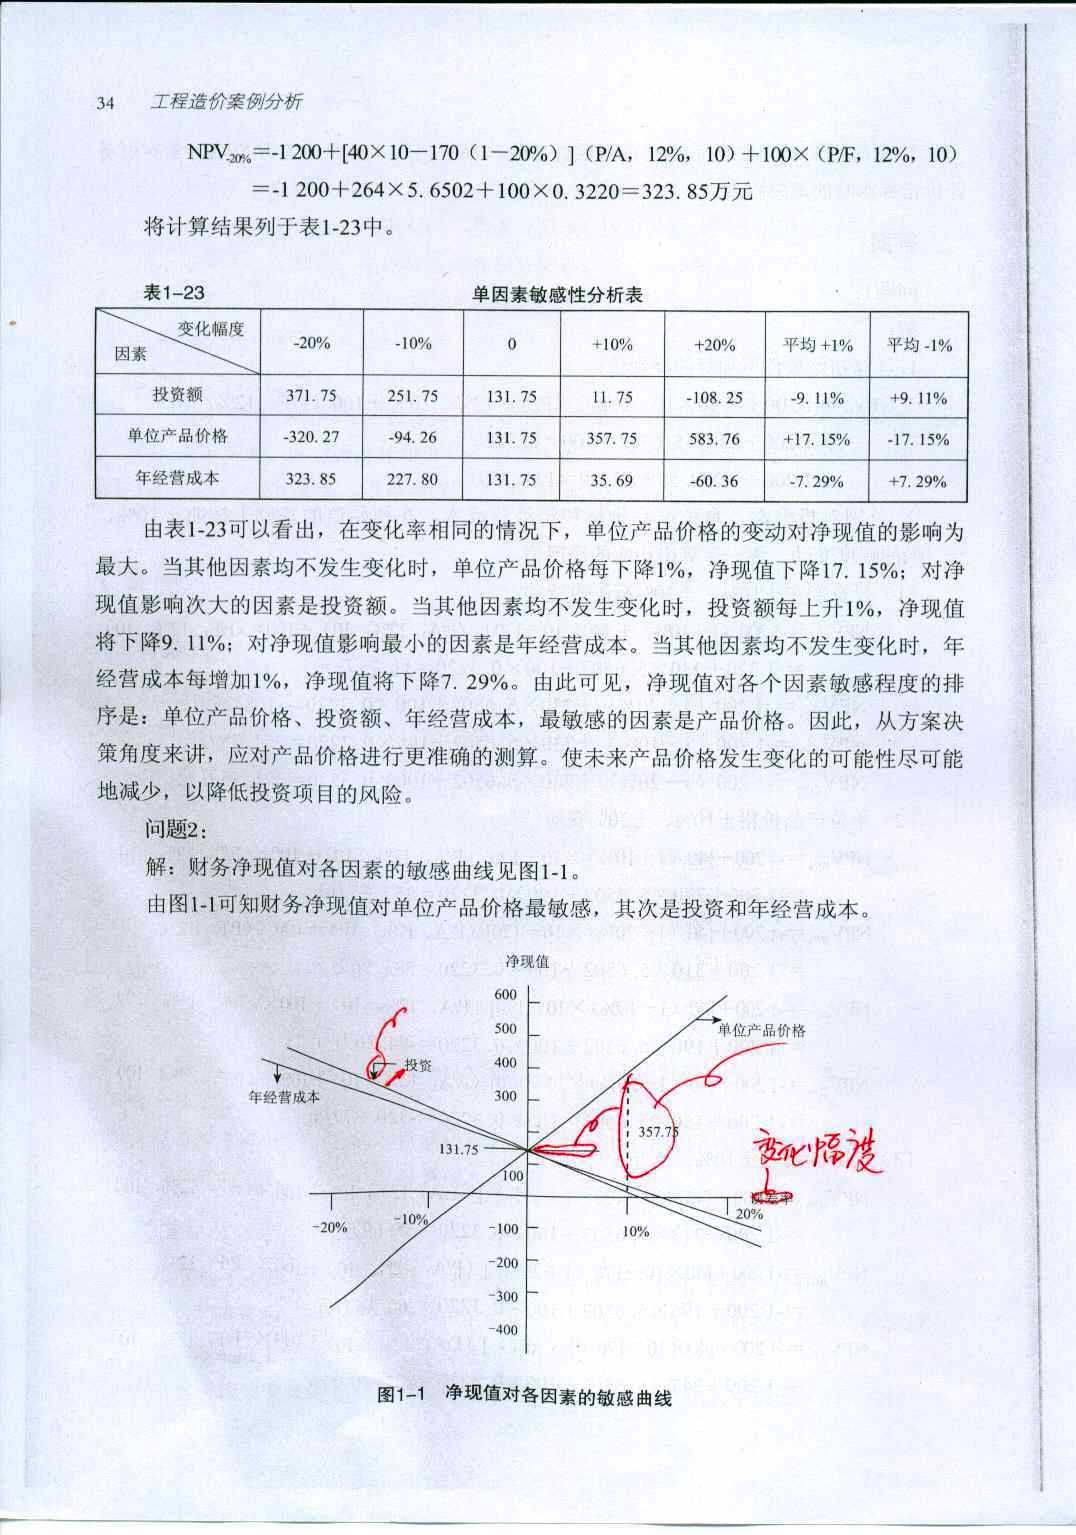 34 工程造价案例分析
NPV-20%=-1 200+[40×10-170（1-20%）]（P/A，12%，10）+100×（P/F，12%，10）
=-1 200+264×5.6502+100×0.3220=323.85万元
将计算结果列于表1-23中。
表1-23 单因素敏感性分析表
变化幅度 因素 -20% -10% 0 +10% +20% 平均 +1% 平均 -1%
投资额 371.75 251.75 131.75 11.75 -108.25 -9.11% +9.11%
单位产品价格 -320.27 -94.26 131.75 357.75 583.76 +17.15% -17.15%
年经营成本 323.85 227.80 131.75 35.69 -60.36 -7.29% +7.29%
由表1-23可以看出，在变化率相同的情况下，单位产品价格的变动对净现值的影响为
最大。当其他因素均不发生变化时，单位产品价格每下降1%，净现值下降17.15%；对净
现值影响次大的因素是投资额。当其他因素均不发生变化时，投资额每上升1%，净现值
将下降9.11%；对净现值影响最小的因素是年经营成本。当其他因素均不发生变化时，年
经营成本每增加1%，净现值将下降7.29%。由此可见，净现值对各个因素敏感程度的排
序是：单位产品价格、投资额、年经营成本，最敏感的因素是产品价格。因此，从方案决
策角度来讲，应对产品价格进行更准确的测算。使未来产品价格发生变化的可能性尽可能
地减少，以降低投资项目的风险。
问题2：
解：财务净现值对各因素的敏感曲线见图1-1。
由图1-1可知财务净现值对单位产品价格最敏感，其次是投资和年经营成本。
净现值
600
500
单位产品价格
400
投资
300
年经营成本
357.75
131.75
变化幅度
100
误差率
-20%
-10%
-100
10%
20%
-200
-300
-400
图1-1 净现值对各因素的敏感曲线